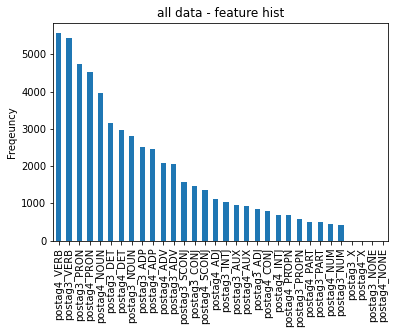 all data - feature hist
Freqeuncy
5000
4000
3000
2000
1000
0
postag4_VERB
postag3_VERB
postag3_PRON
postag4_PRON
postag4_NOUN
postag3_DET
postag4_DET
postag3_NOUN
postag3_ADP
postag4_ADP
postag4_ADV
postag3_ADV
postag3_SCONJ
postag3_CONJ
postag4_SCONJ
postag4_ADJ
postag3_INTJ
postag3_AUX
postag4_AUX
postag3_ADJ
postag4_CONJ
postag4_INTJ
postag4_PROPN
postag3_PROPN
postag4_PART
postag3_PART
postag4_NUM
postag3_NUM
postag3_X
postag4_X
postag3_NONE
postag4_NONE